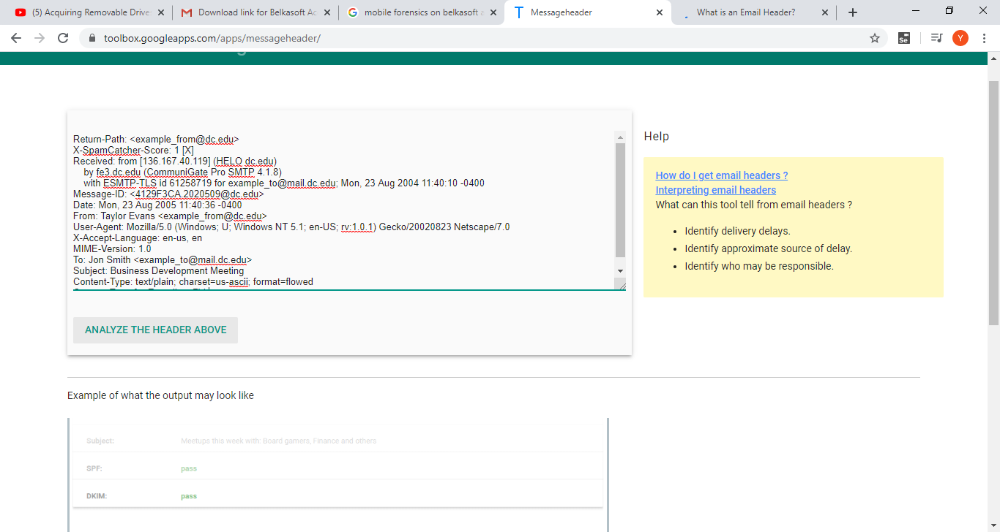 (5) Acquiring Removable Drive
Download link for Belkasoft Ac
mobile forensics on belkasoft a
Messageheader
What is an Email Header?
toolbox.googleapps.com/apps/messageheader/
Se
Y
Return-Path: <example_from@dc.edu>
X-SpamCatcher-Score: 1 [X]
Received: from [136.167.40.119] (HELO dc.edu)
by fe3.dc.edu (CommuniGate Pro SMTP 4.1.8)
with ESMTP-TLS id 61258719 for example_to@mail.dc.edu; Mon, 23 Aug 2004 11:40:10 -0400
Message-ID: <4129F3CA.2020509@dc.edu>
Date: Mon, 23 Aug 2005 11:40:36 -0400
From: Taylor Evans <example_from@dc.edu>
User-Agent: Mozilla/5.0 (Windows; U; Windows NT 5.1; en-US; rv:1.0.1) Gecko/20020823 Netscape/7.0
X-Accept-Language: en-us, en
MIME-Version: 1.0
To: Jon Smith <example_to@mail.dc.edu>
Subject: Business Development Meeting
Content-Type: text/plain; charset=us-ascii; format=flowed
ANALYZE THE HEADER ABOVE
Help
How do I get email headers ?
Interpreting email headers
What can this tool tell from email headers ?
• Identify delivery delays.
• Identify approximate source of delay.
• Identify who may be responsible.
Example of what the output may look like
Subject: Meetups this week with: Board gamers, Finance and others
SPF: pass
DKIM: pass